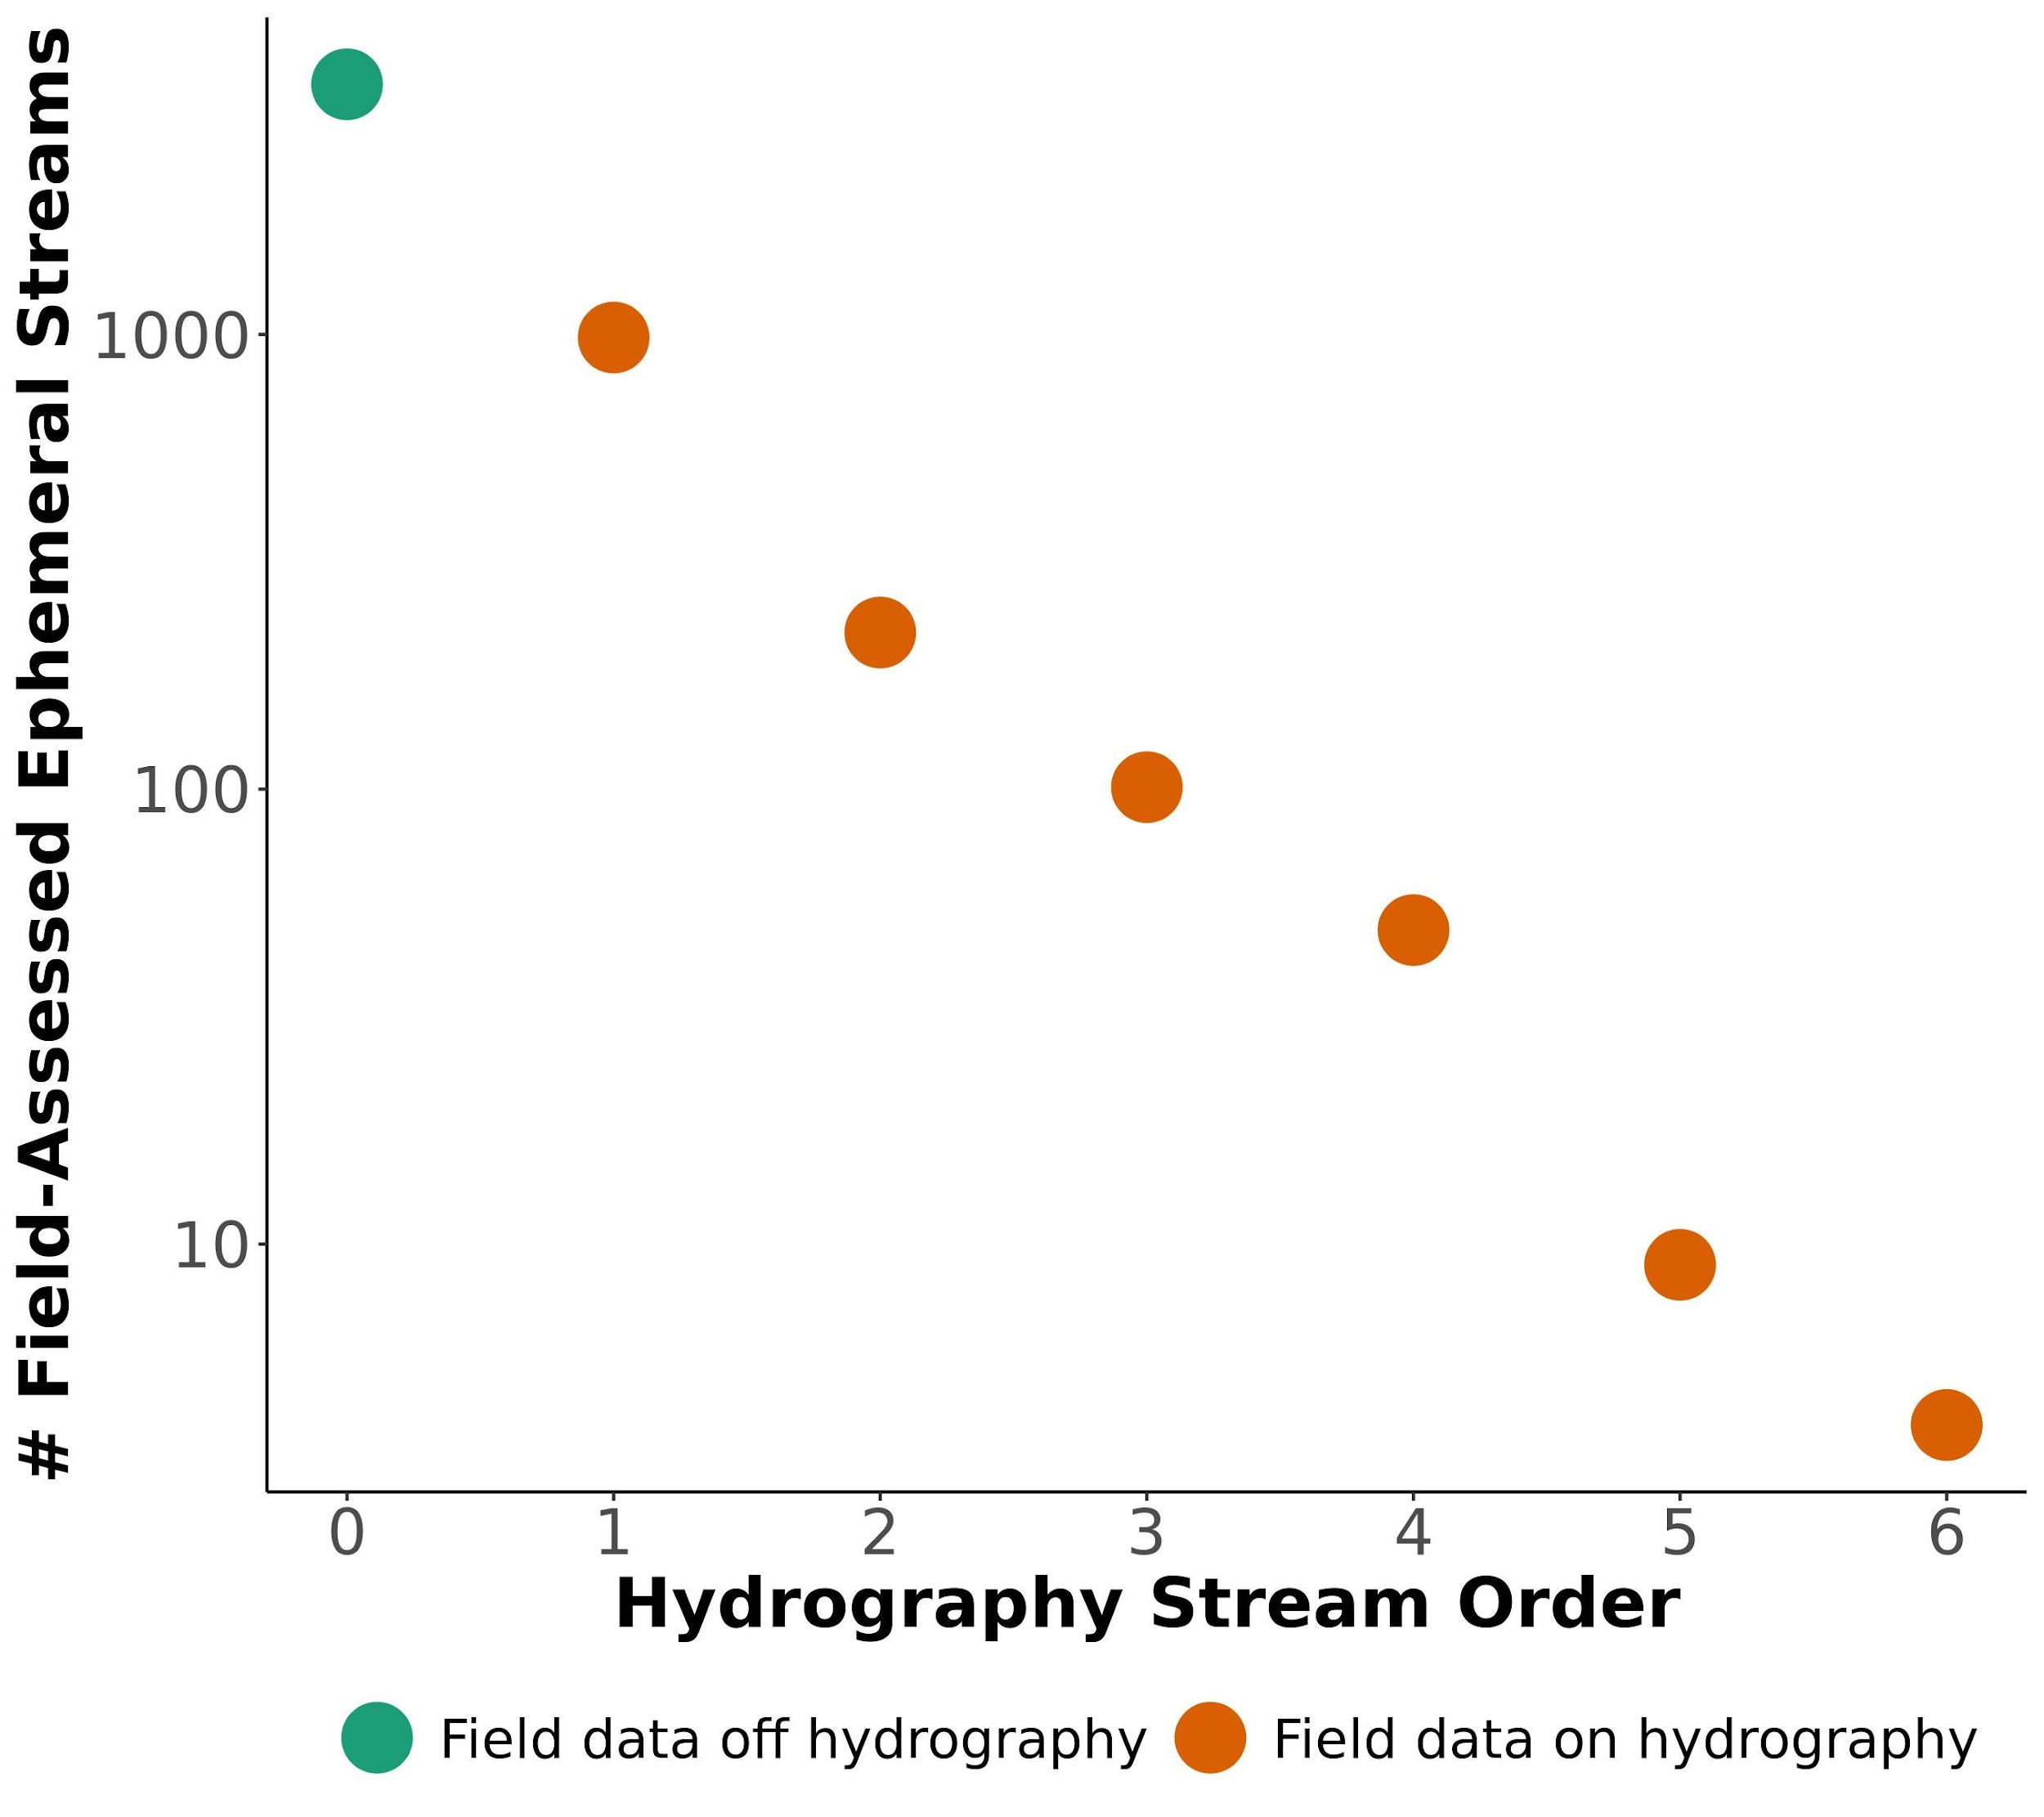 # Field-Assessed Ephemeral Streams
1000
100
10
0 1 2 3 4 5 6
Hydrography Stream Order
Field data off hydrography Field data on hydrography